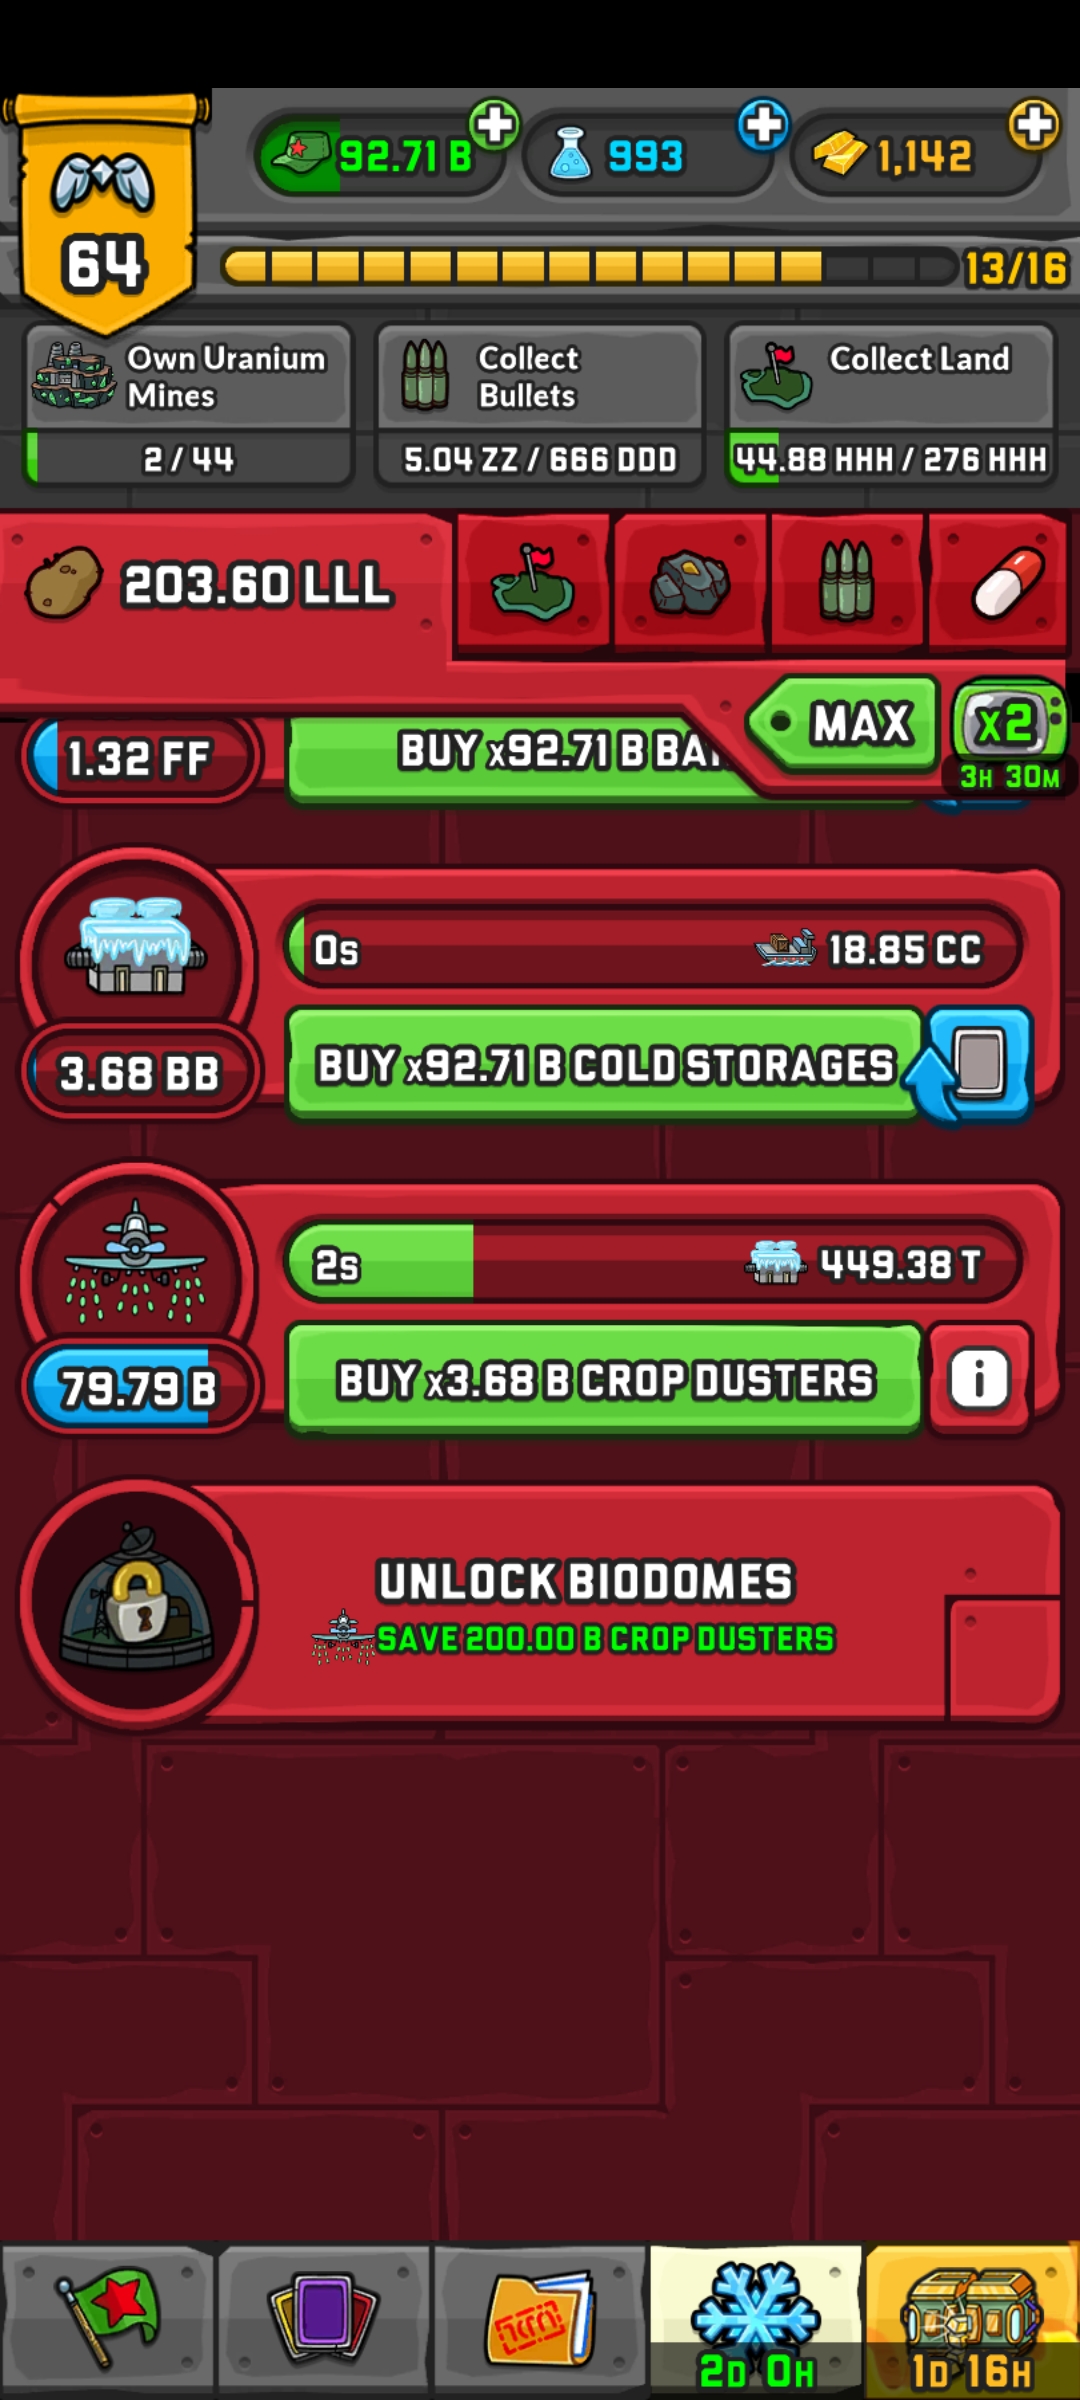 92.71 B
993
1,142
64
13/16
Own Uranium
Mines
2 / 44
Collect
Bullets
5.04 ZZ / 666 DDD
Collect Land
44.88 HHH / 276 HHH
203.60 LLL
MAX
x2
3H 30M
1.32 FF
BUY x92.71 B
0s
18.85 CC
3.68 BB
BUY x92.71 B COLD STORAGES
2s
449.38 T
79.79 B
BUY x3.68 B CROP DUSTERS
i
UNLOCK BIODOMES
SAVE 200.00 B CROP DUSTERS
2D 0H
1D 16H